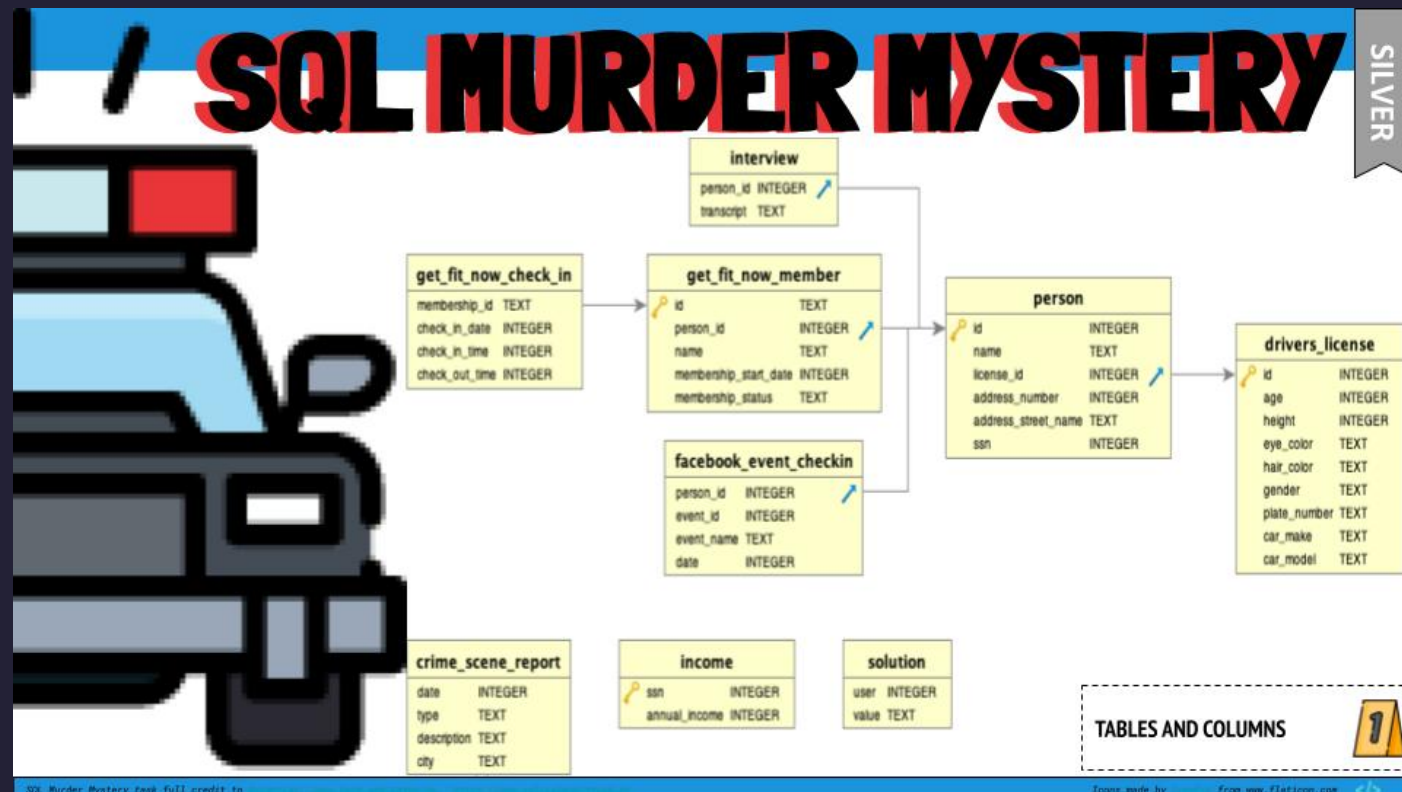 SQL MURDER MYSTERY
SILVER
interview
person_id INTEGER
transcript TEXT
get_fit_now_check_in
membership_id TEXT
check_in_date INTEGER
check_in_time INTEGER
check_out_time INTEGER
get_fit_now_member
id TEXT
person_id INTEGER
name TEXT
membership_start_date INTEGER
membership_status TEXT
person
id INTEGER
name TEXT
license_id INTEGER
address_number INTEGER
address_street_name TEXT
ssn INTEGER
drivers_license
id INTEGER
age INTEGER
height INTEGER
eye_color TEXT
hair_color TEXT
gender TEXT
plate_number TEXT
car_make TEXT
car_model TEXT
facebook_event_checkin
person_id INTEGER
event_id INTEGER
event_name TEXT
date INTEGER
crime_scene_report
date INTEGER
type TEXT
description TEXT
city TEXT
income
ssn INTEGER
annual_income INTEGER
solution
user INTEGER
value TEXT
TABLES AND COLUMNS
1
SQL Murder Mystery task full credit to
Icons made by from www.flaticon.com </>